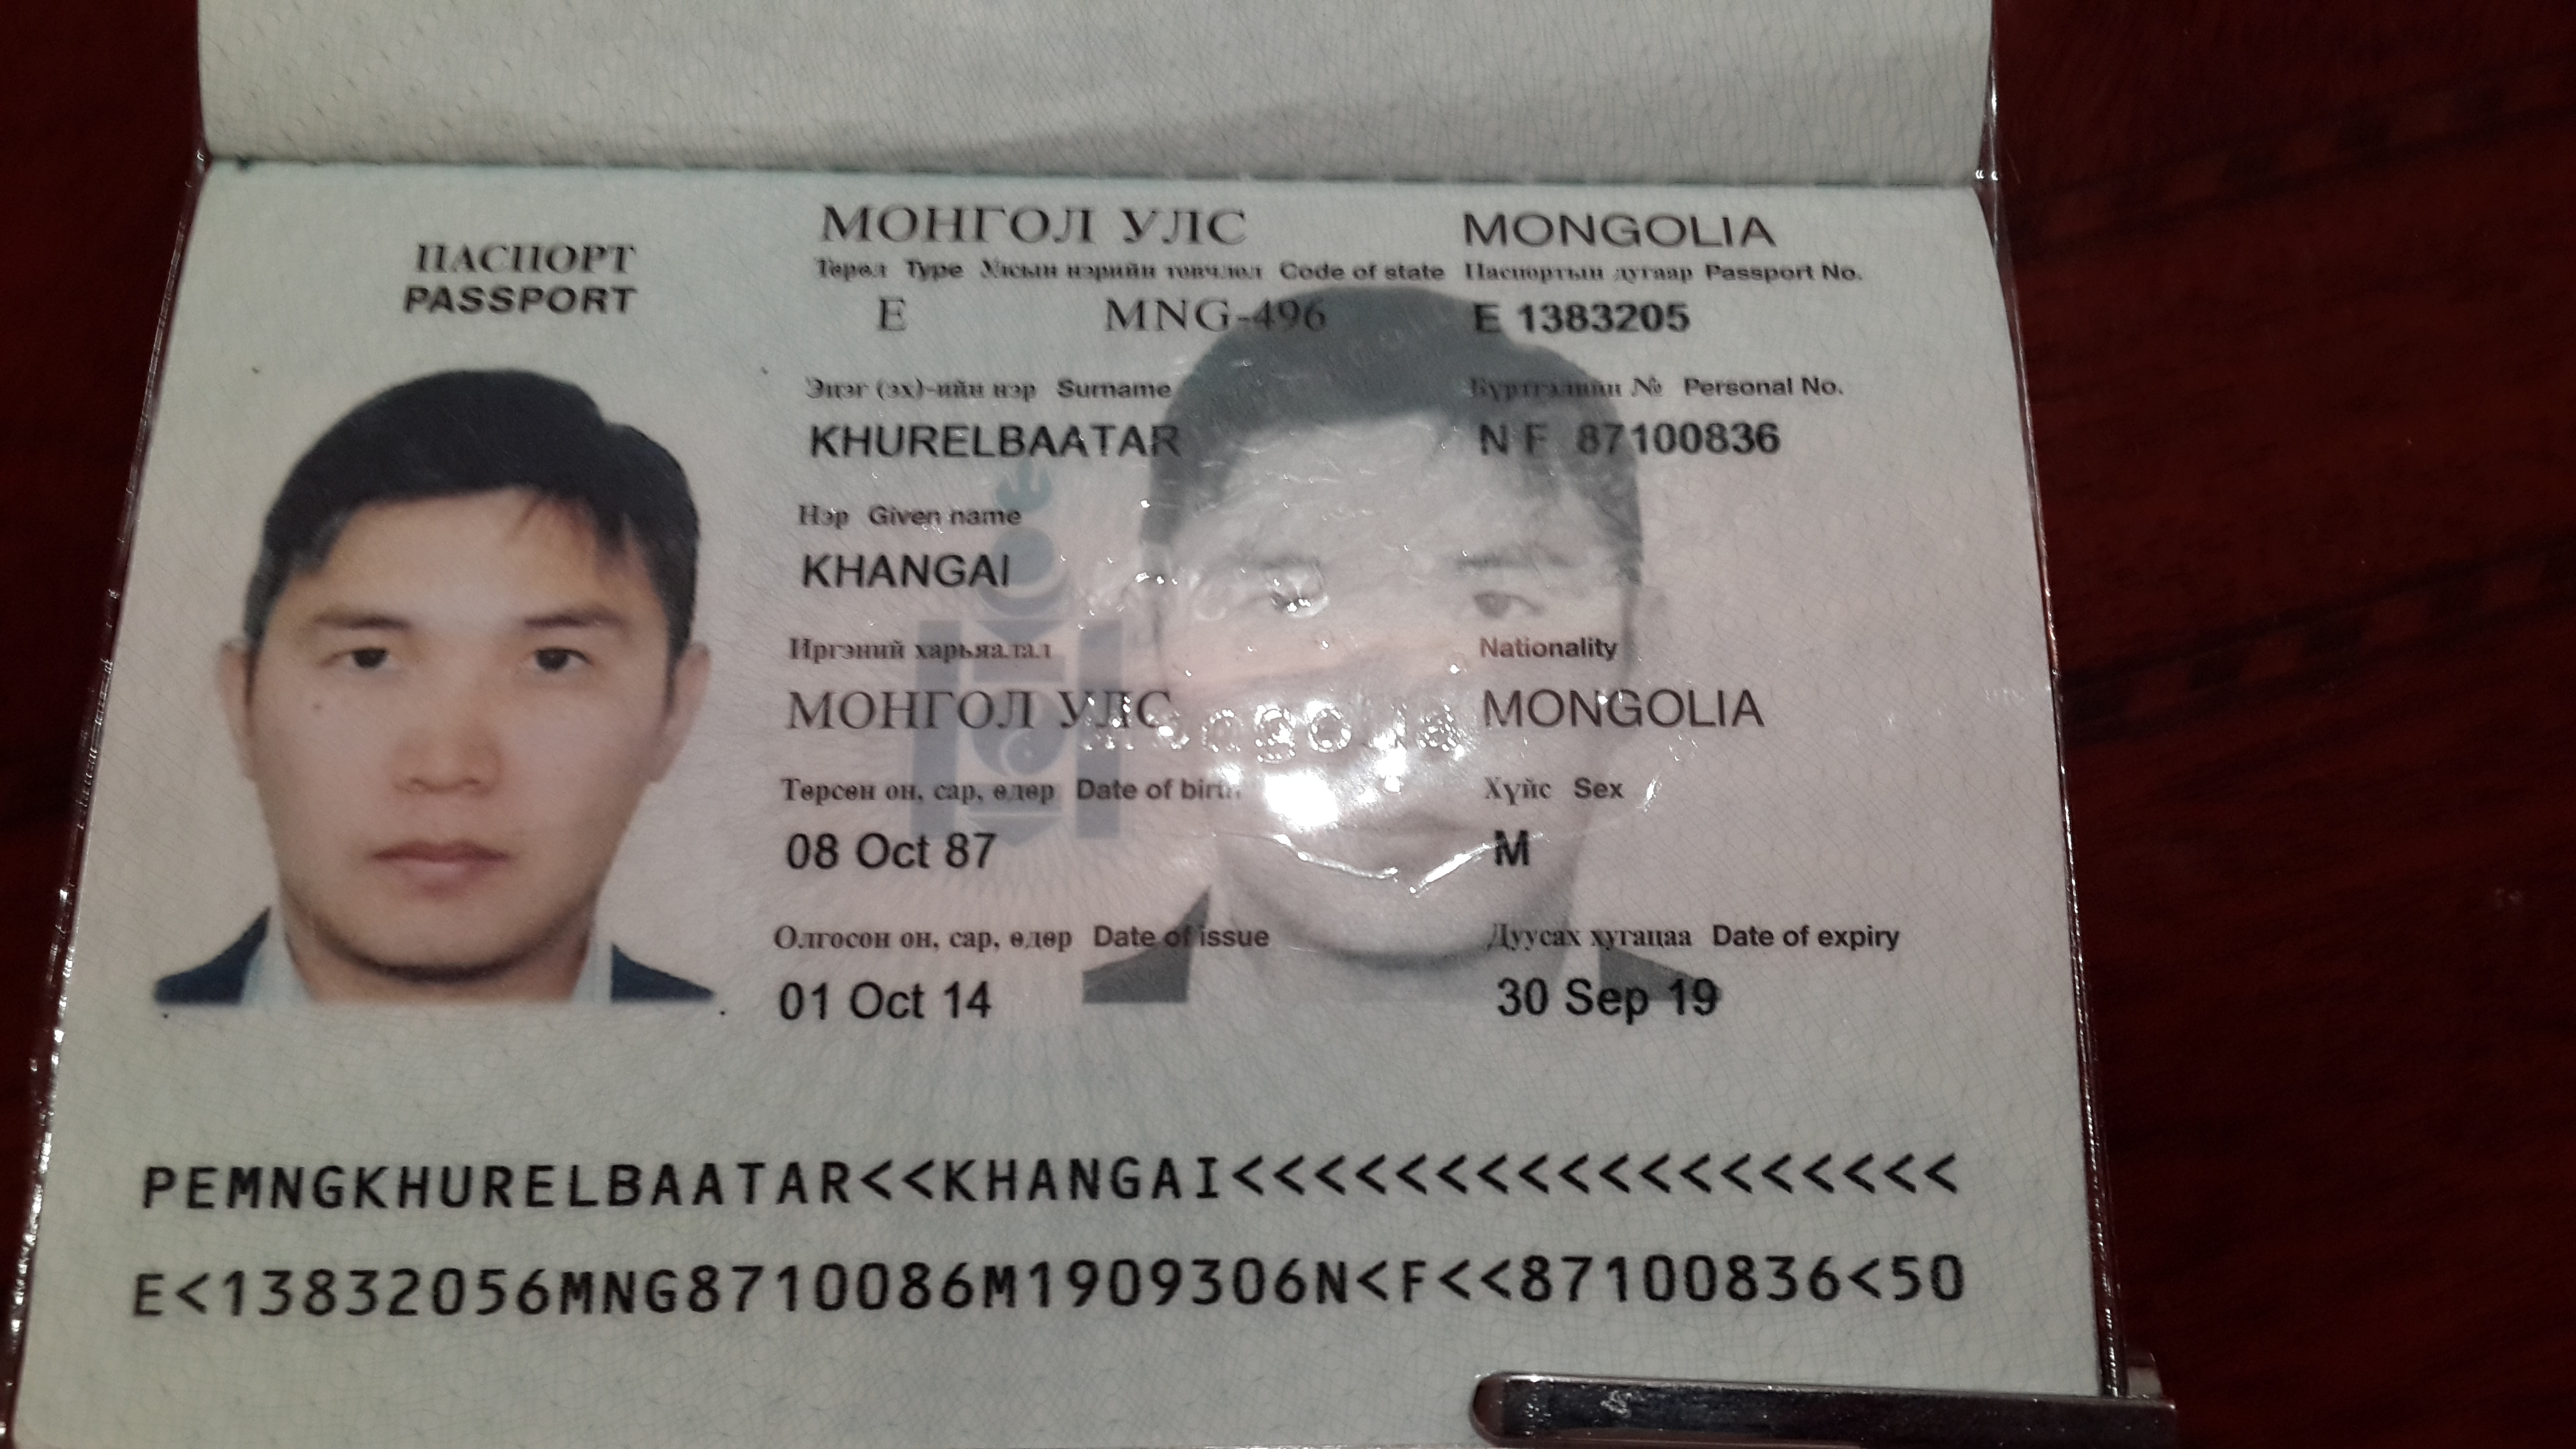 ПАСПОРТ
PASSPORT
МОНГОЛ УЛС MONGOLIA
Төрөл Type Улсын нэрийн товчлол Code of state Паспортын дугаар Passport No.
E MNG-496 E 1383205
Эцэг (эх)-ийн нэр Surname Бүртгэлийн № Personal No.
KHURELBAATAR N F 87100836
Нэр Given name
KHANGAI
Иргэний харьяалал Nationality
МОНГОЛ УЛС MONGOLIA
Mongolia
Төрсөн он, сар, өдөр Date of birth Хүйс Sex
08 Oct 87 M
Олгосон он, сар, өдөр Date of issue Дуусах хугацаа Date of expiry
01 Oct 14 30 Sep 19
PEMNGKHURELBAATAR<<KHANGAI<<<<<<<<<<<<<<<<<<
E<13832056MNG8710086M1909306N<F<<87100836<50